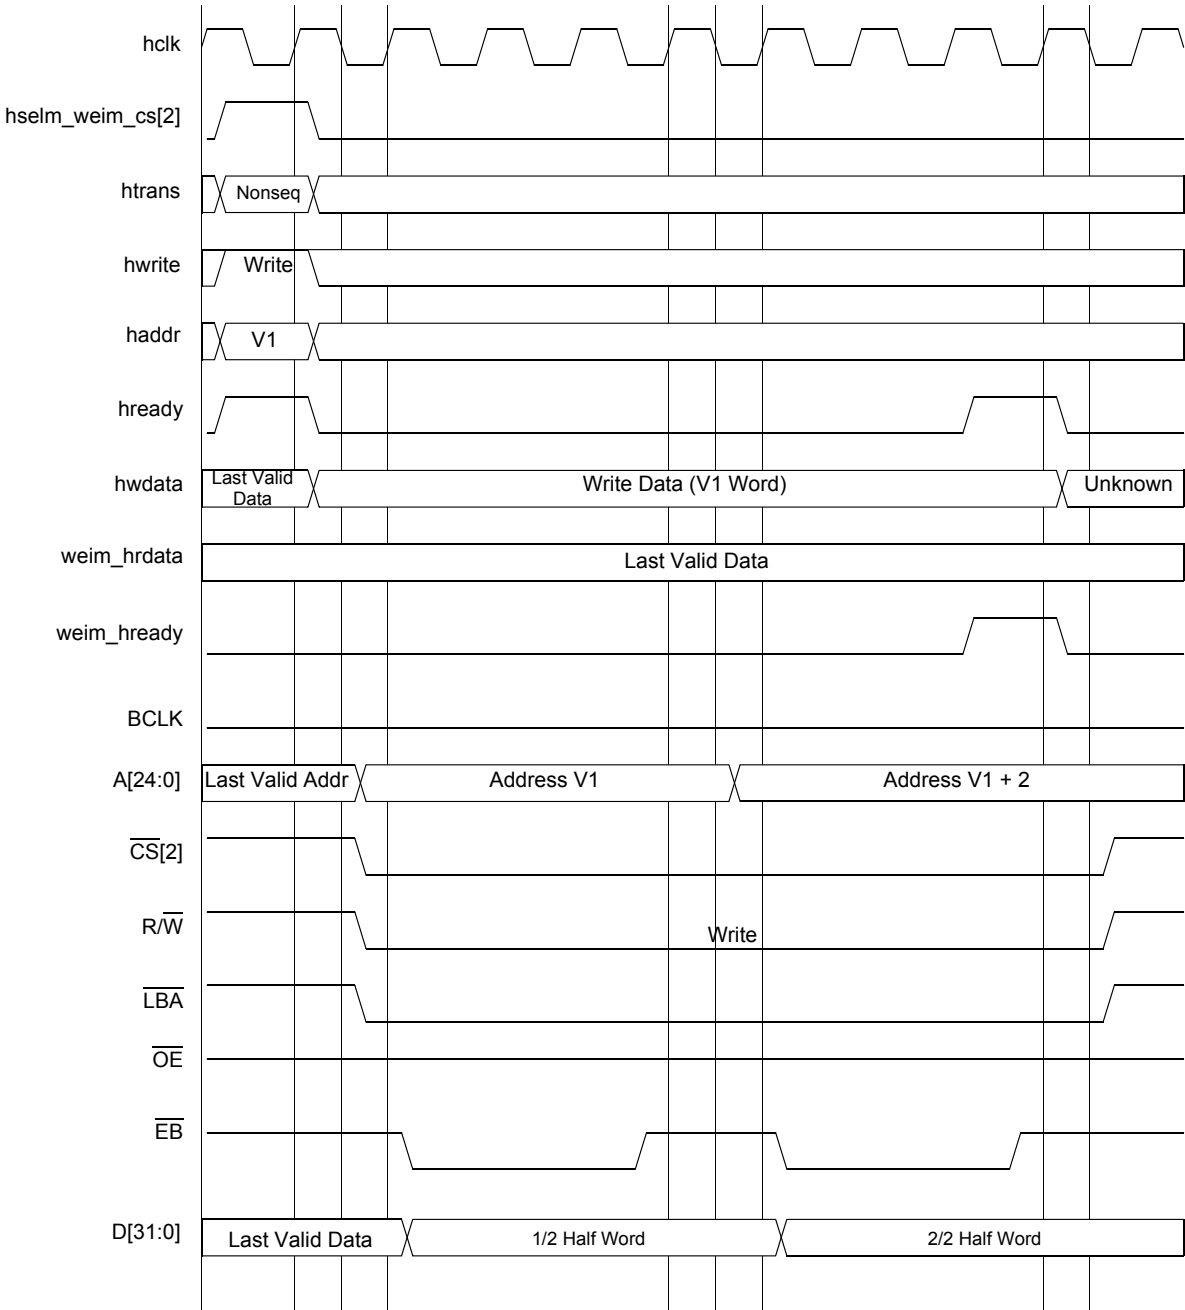 hclk
hselm_weim_cs[2]
htrans Nonseq
hwrite Write
haddr V1
hready
hwdata Last Valid Data Write Data (V1 Word) Unknown
weim_hrdata Last Valid Data
weim_hready
BCLK
A[24:0] Last Valid Addr Address V1 Address V1 + 2
CS[2]
R/W Write
LBA
OE
EB
D[31:0] Last Valid Data 1/2 Half Word 2/2 Half Word